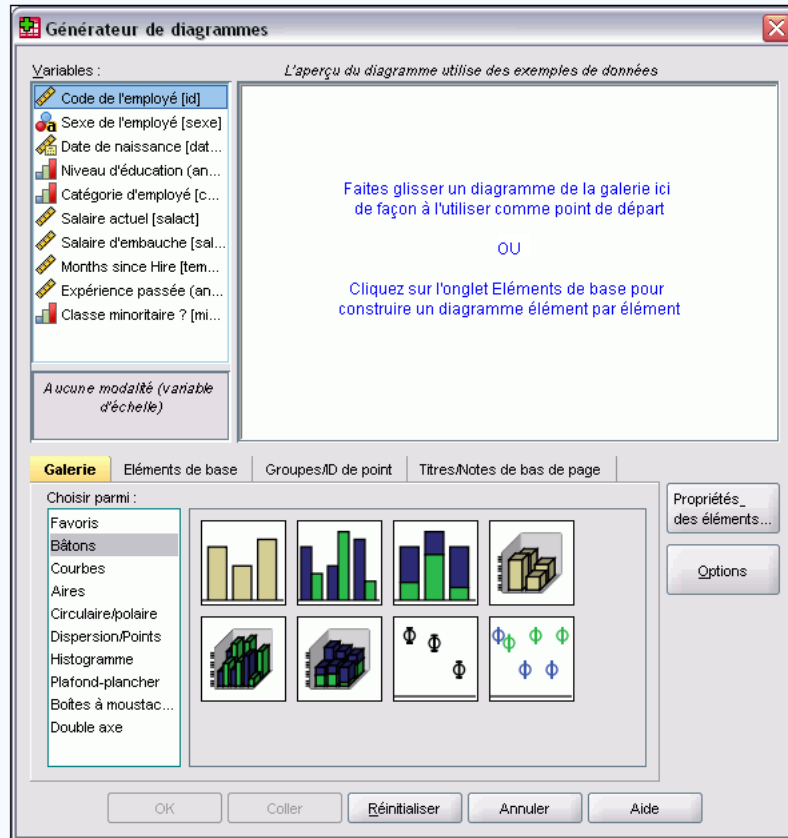 Générateur de diagrammes
Variables :
L'aperçu du diagramme utilise des exemples de données
Code de l'employé [id]
Sexe de l'employé [sexe]
Date de naissance [dat...
Niveau d'éducation (an...
Catégorie d'employé [c...
Salaire actuel [salact]
Salaire d'embauche [sal...
Months since Hire [tem...
Expérience passée (an...
Classe minoritaire ? [mi...
Aucune modalité (variable
d'échelle)
Faites glisser un diagramme de la galerie ici
de façon à l'utiliser comme point de départ
OU
Cliquez sur l'onglet Eléments de base pour
construire un diagramme élément par élément
Galerie
Eléments de base
Groupes/ID de point
Titres/Notes de bas de page
Choisir parmi :
Favoris
Bâtons
Courbes
Aires
Circulaire/polaire
Dispersion/Points
Histogramme
Plafond-plancher
Boîtes à moustac...
Double axe
Propriétés_
des éléments...
Options
OK
Coller
Réinitialiser
Annuler
Aide